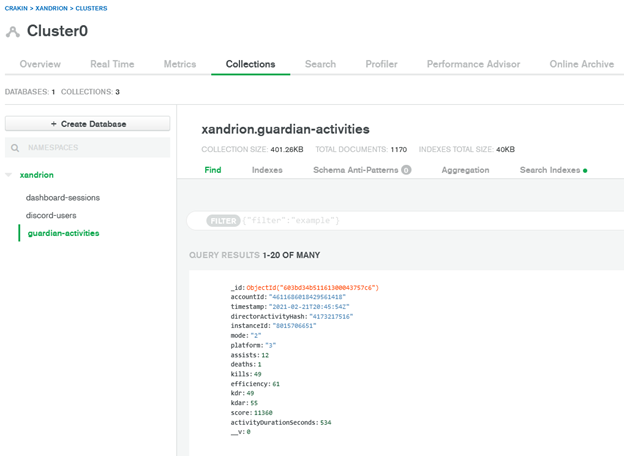 CRAKIN > XANDRION > CLUSTERS
Cluster0
Overview Real Time Metrics Collections Search Profiler Performance Advisor Online Archive
DATABASES: 1 COLLECTIONS: 3
+ Create Database
NAMESPACES
xandrion
dashboard-sessions
discord-users
guardian-activities
xandrion.guardian-activities
COLLECTION SIZE: 401.26KB TOTAL DOCUMENTS: 1170 INDEXES TOTAL SIZE: 40KB
Find Indexes Schema Anti-Patterns 0 Aggregation Search Indexes
FILTER {"filter":"example"}
QUERY RESULTS 1-20 OF MANY
_id: ObjectId("603bd34b51161300043757c6")
accountId: "4611686018429561418"
timestamp: "2021-02-21T20:45:54Z"
directorActivityHash: "4173217516"
instanceId: "8015706651"
mode: "2"
platform: "3"
assists: 12
deaths: 1
kills: 49
efficiency: 61
kdr: 49
kdar: 55
score: 11360
activityDurationSeconds: 534
__v: 0